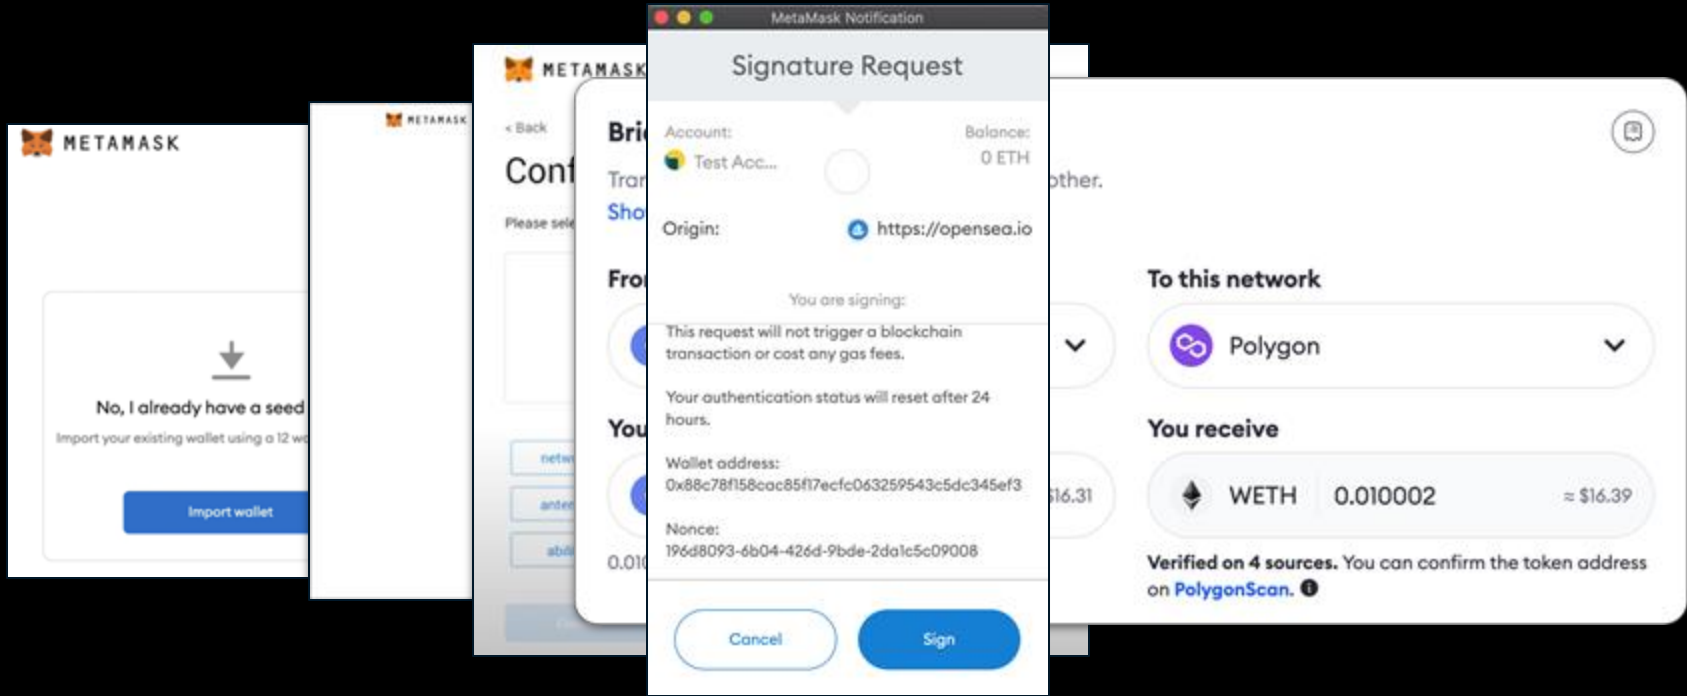 METAMASK
No, I already have a seed
Import your existing wallet using a 12
Import wallet
METAMASK
METAMASK
< Back
Conf
Please sele
netw
anten
abili
Bri
Tran
Sho
other.
Fro
You
0.010
$16.31
MetaMask Notification
Signature Request
Account:
Balance:
Test Acc...
0 ETH
Origin:
https://opensea.io
You are signing:
This request will not trigger a blockchain
transaction or cost any gas fees.
Your authentication status will reset after 24
hours.
Wallet address:
0x88c78f158cac85f17ecfc063259543c5dc345ef3
Nonce:
196d8093-6b04-426d-9bde-2da1c5c09008
Cancel
Sign
To this network
Polygon
You receive
WETH
0.010002
≈ $16.39
Verified on 4 sources. You can confirm the token address
on PolygonScan.